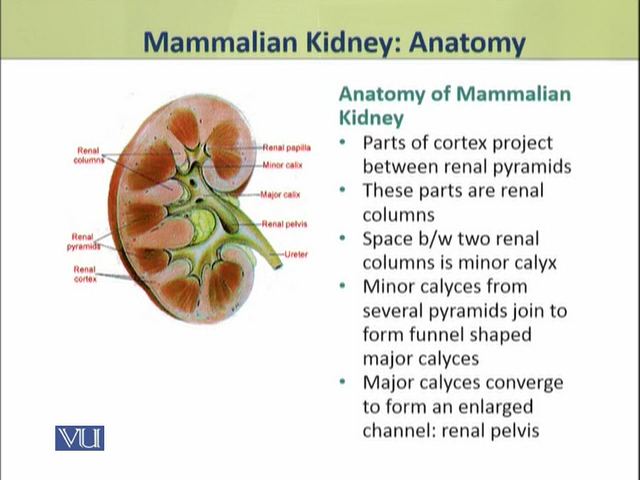 Mammalian Kidney: Anatomy
Renal
columns
Renal
pyramids
Renal
cortex
Renal papilla
Minor calix
Major calix
Renal pelvis
Ureter
Anatomy of Mammalian
Kidney
• Parts of cortex project
between renal pyramids
• These parts are renal
columns
• Space b/w two renal
columns is minor calyx
• Minor calyces from
several pyramids join to
form funnel shaped
major calyces
• Major calyces converge
to form an enlarged
channel: renal pelvis
VU